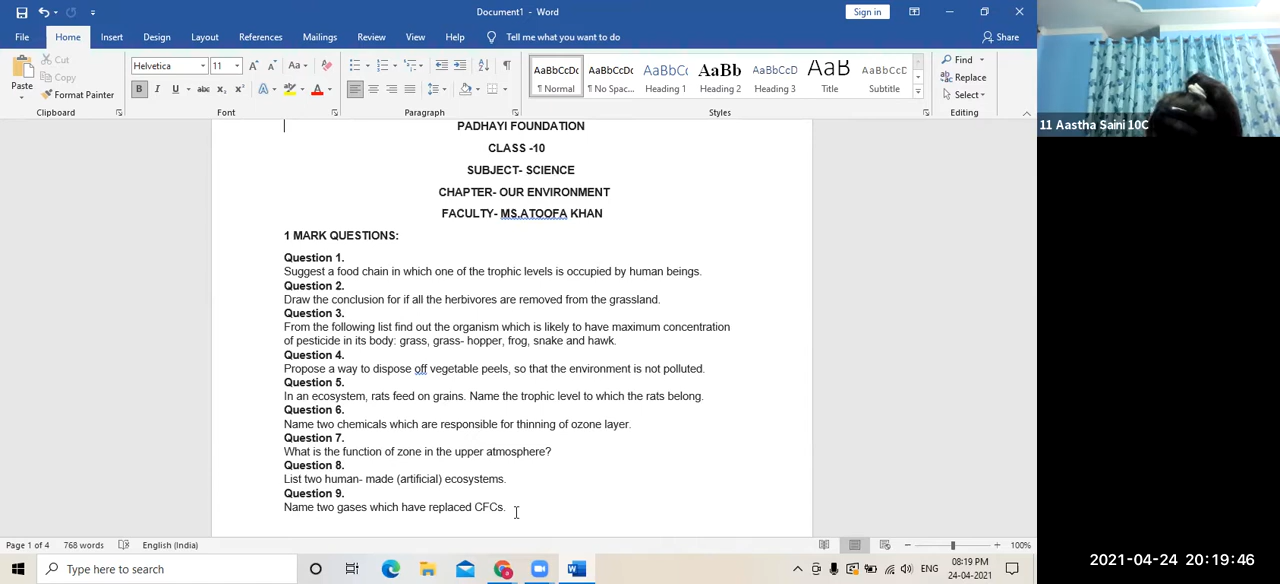 Document1 - Word
Sign in
File Home Insert Design Layout References Mailings Review View Help Tell me what you want to do Share
Paste
Cut
Copy
Format Painter
Clipboard
Helvetica 11
Font
Paragraph
AaBbCcDc AaBbCcDc AaBbCc AaBb AaBbCcDc AaBb AaBbCcD
¶ Normal ¶ No Spac... Heading 1 Heading 2 Heading 3 Title Subtitle
Styles
Find
Replace
Select
Editing
11 Aastha Saini 10C
PADHAYI FOUNDATION
CLASS -10
SUBJECT- SCIENCE
CHAPTER- OUR ENVIRONMENT
FACULTY- MS.ATOOFA KHAN
1 MARK QUESTIONS:
Question 1.
Suggest a food chain in which one of the trophic levels is occupied by human beings.
Question 2.
Draw the conclusion for if all the herbivores are removed from the grassland.
Question 3.
From the following list find out the organism which is likely to have maximum concentration
of pesticide in its body: grass, grass- hopper, frog, snake and hawk.
Question 4.
Propose a way to dispose off vegetable peels, so that the environment is not polluted.
Question 5.
In an ecosystem, rats feed on grains. Name the trophic level to which the rats belong.
Question 6.
Name two chemicals which are responsible for thinning of ozone layer.
Question 7.
What is the function of zone in the upper atmosphere?
Question 8.
List two human- made (artificial) ecosystems.
Question 9.
Name two gases which have replaced CFCs.
Page 1 of 4 768 words English (India) 100%
Type here to search
ENG
08:19 PM
24-04-2021
2021-04-24 20:19:46